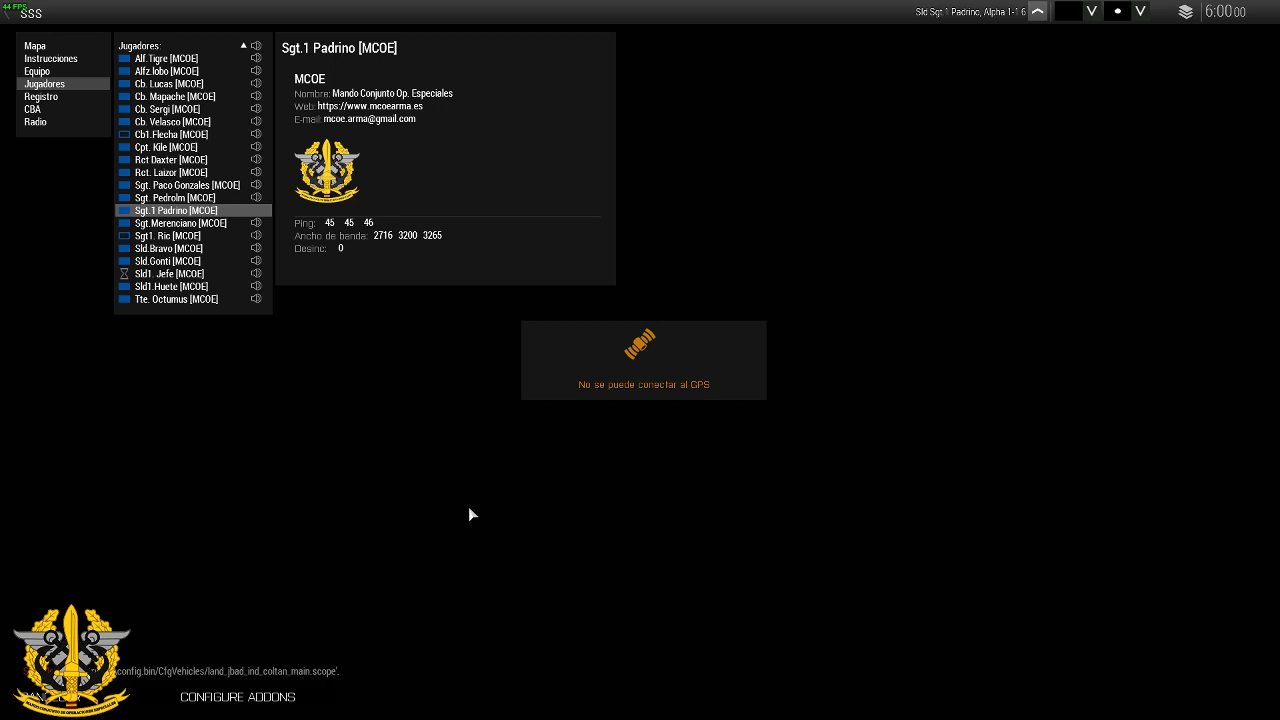 44 FPS
SSS
Sld Sgt.1 Padrino, Alpha 1-1 6
6:00:00
Mapa
Instrucciones
Equipo
Jugadores
Registro
CBA
Radio
Jugadores:
Alf.Tigre [MCOE]
Alfz.lobo [MCOE]
Cb. Lucas [MCOE]
Cb. Mapache [MCOE]
Cb. Sergi [MCOE]
Cb. Velasco [MCOE]
Cb1.Flecha [MCOE]
Cpt. Kile [MCOE]
Rct Daxter [MCOE]
Rct. Laizor [MCOE]
Sgt. Paco Gonzales [MCOE]
Sgt. Pedrolm [MCOE]
Sgt.1 Padrino [MCOE]
Sgt.Merenciano [MCOE]
Sgt1. Ric [MCOE]
Sld.Bravo [MCOE]
Sld.Gonti [MCOE]
Sld1. Jefe [MCOE]
Sld1.Huete [MCOE]
Tte. Octumus [MCOE]
Sgt.1 Padrino [MCOE]
MCOE
Nombre: Mando Conjunto Op. Especiales
Web: https://www.mcoearma.es
E-mail: mcoe.arma@gmail.com
Ping: 45 45 46
Ancho de banda: 2716 3200 3265
Desinc: 0
No se puede conectar al GPS
config.bin/CfgVehicles/land_jbad_ind_coltan_main.scope'.
CONFIGURE ADDONS
MANDO CONJUNTO DE OPERACIONES ESPECIALES